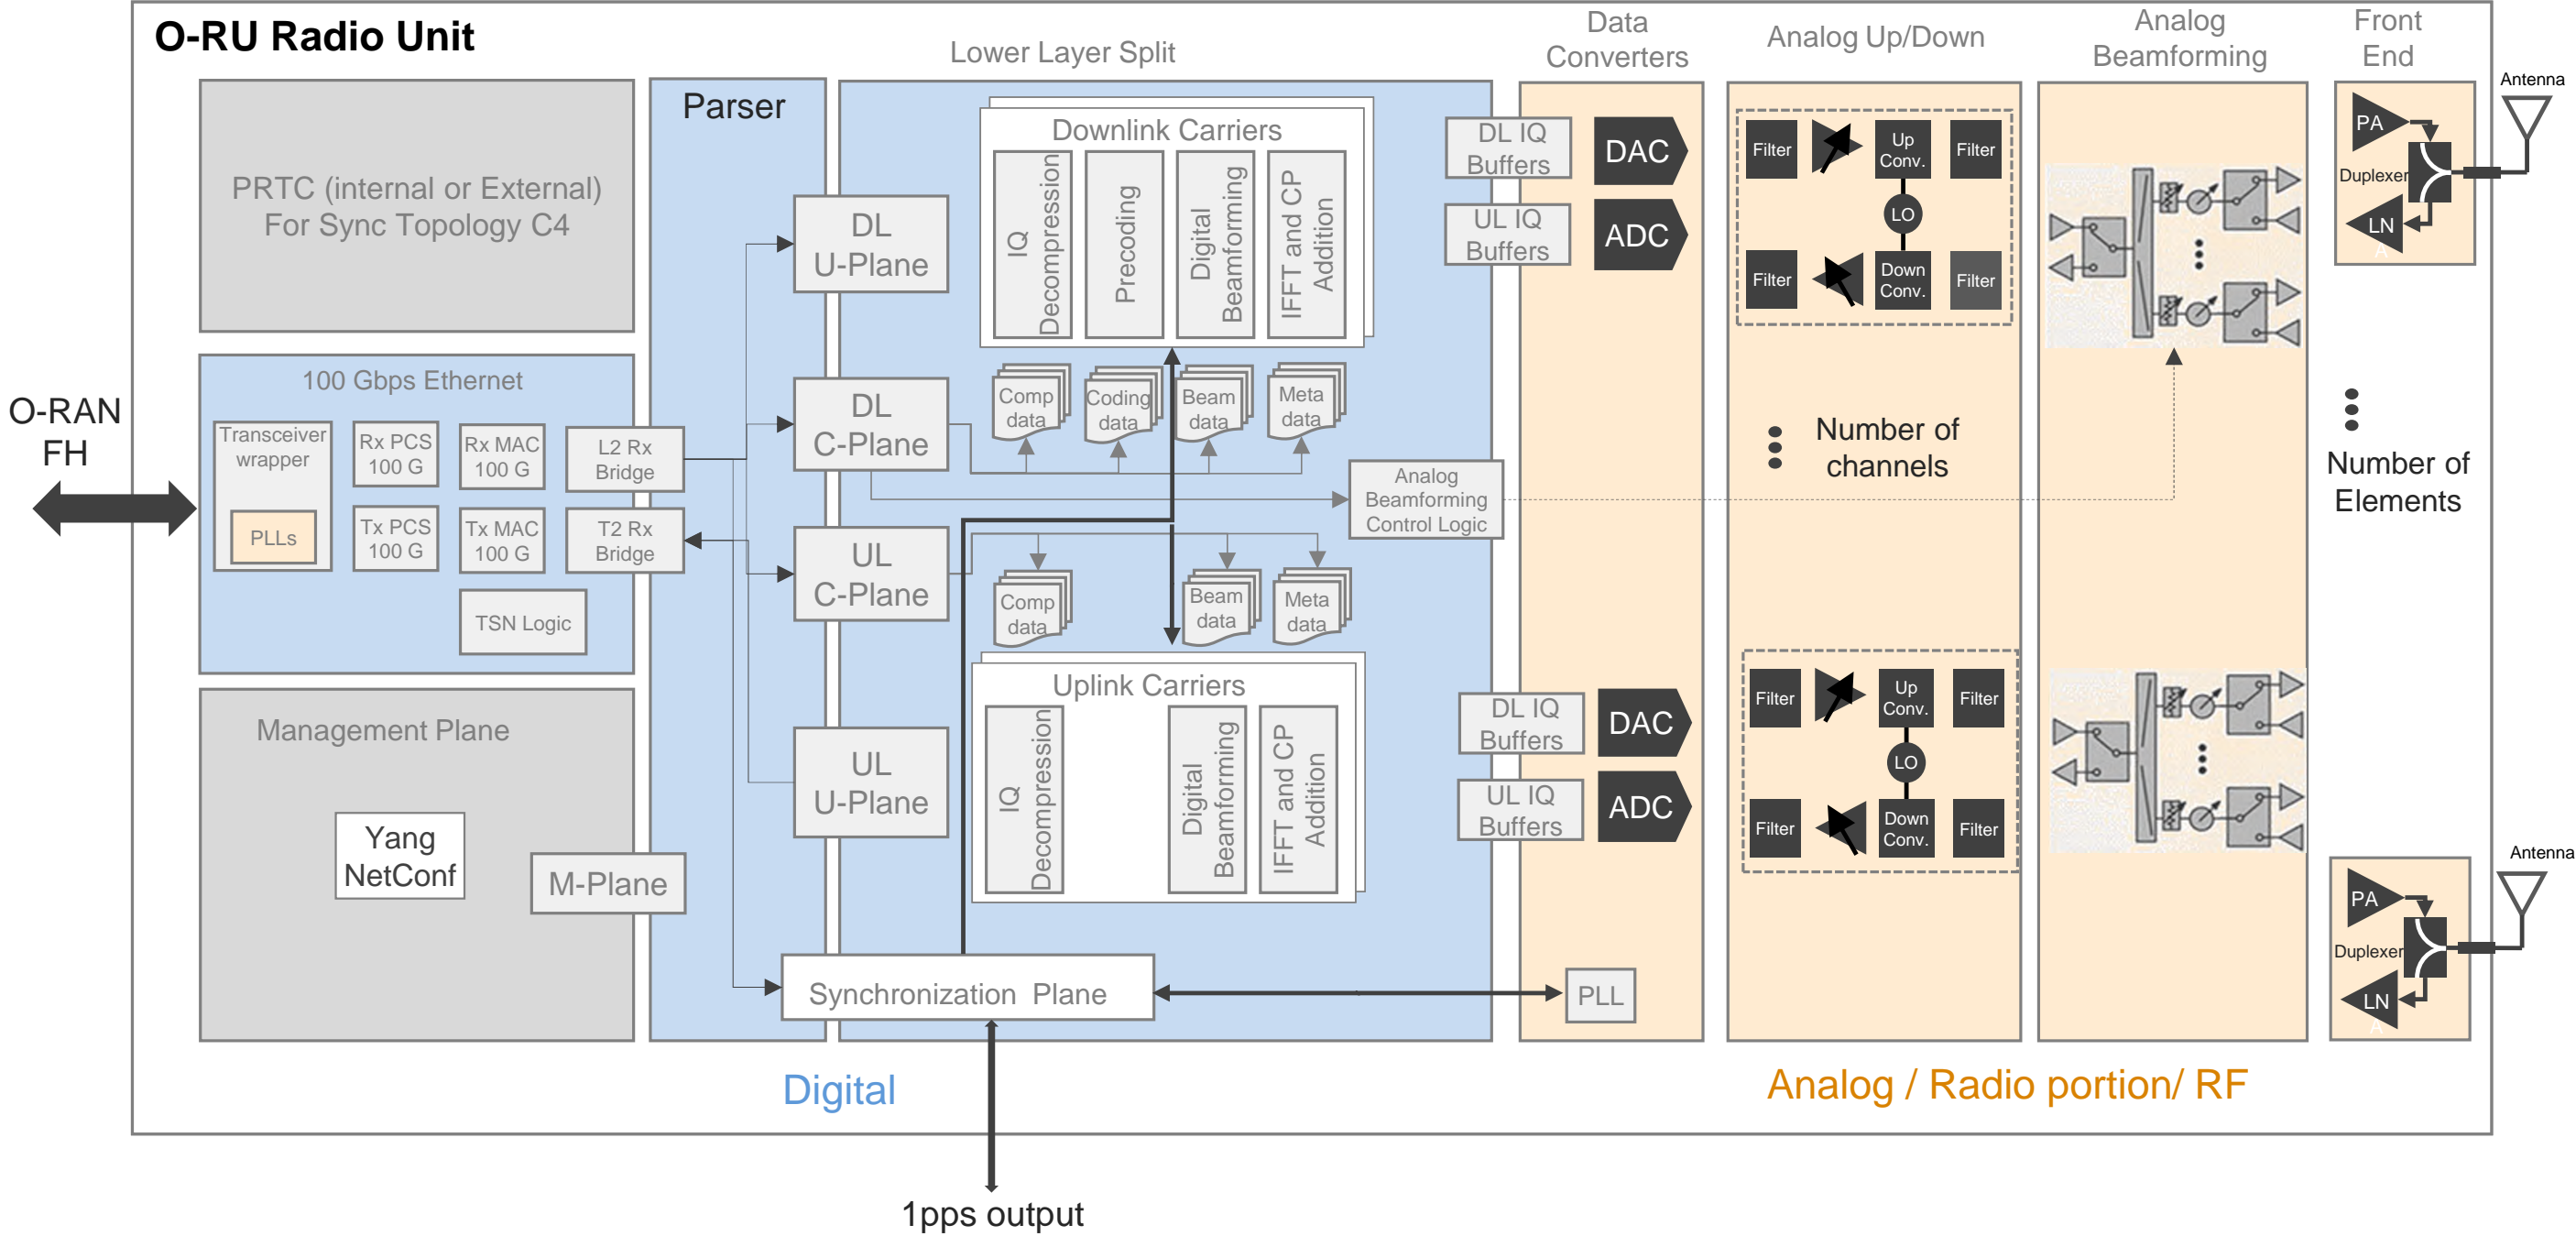 O-RU Radio Unit
Lower Layer Split
Data
Converters
Analog Up/Down
Analog
Beamforming
Front
End
PRTC (internal or External)
For Sync Topology C4
O-RAN
FH
100 Gbps Ethernet
Transceiver
wrapper
PLLs
Rx PCS
100 G
Rx MAC
100 G
L2 Rx
Bridge
Tx PCS
100 G
Tx MAC
100 G
T2 Rx
Bridge
TSN Logic
Management Plane
Yang
NetConf
M-Plane
Parser
DL
U-Plane
DL
C-Plane
UL
C-Plane
UL
U-Plane
Synchronization Plane
Downlink Carriers
IQ
Decompression
Precoding
Digital
Beamforming
IFFT and CP
Addition
Comp
data
Coding
data
Beam
data
Meta
data
Analog
Beamforming
Control Logic
Comp
data
Beam
data
Meta
data
Uplink Carriers
IQ
Decompression
Digital
Beamforming
IFFT and CP
Addition
DL IQ
Buffers
UL IQ
Buffers
DAC
ADC
DL IQ
Buffers
UL IQ
Buffers
DAC
ADC
PLL
Filter
Up
Conv.
Filter
LO
Filter
Down
Conv.
Filter
Number of
channels
Filter
Up
Conv.
Filter
LO
Filter
Down
Conv.
Filter
PA
Duplexer
LN
A
Antenna
Number of
Elements
PA
Duplexer
LN
A
Antenna
Digital
Analog / Radio portion/ RF
1pps output